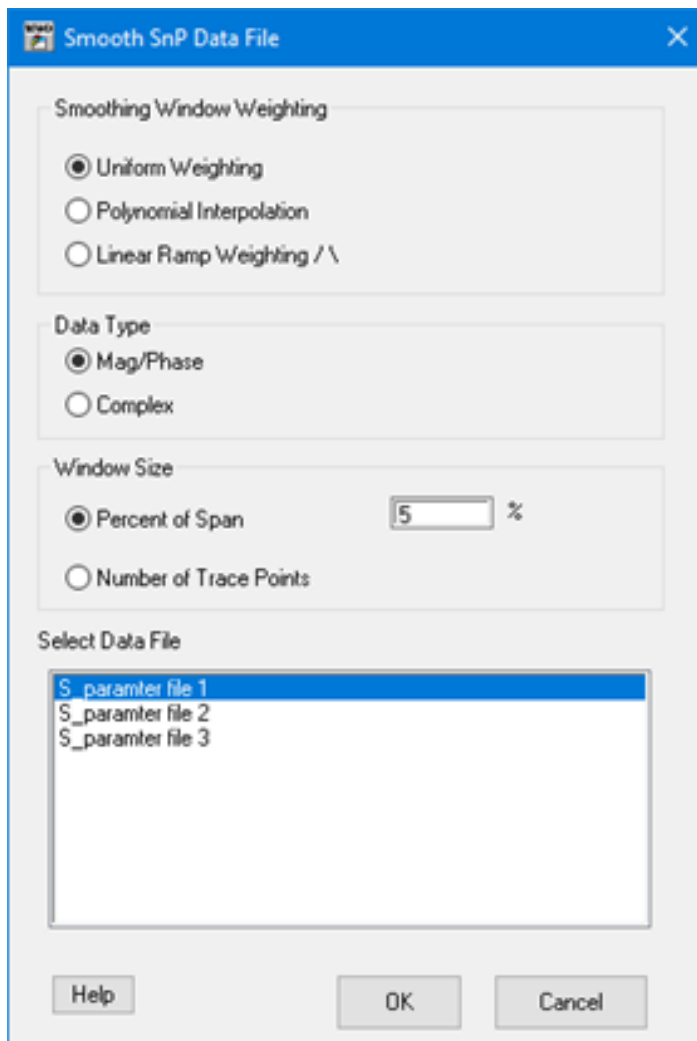 Smooth SnP Data File
Smoothing Window Weighting
Uniform Weighting
Polynomial Interpolation
Linear Ramp Weighting / \
Data Type
Mag/Phase
Complex
Window Size
Percent of Span 5 %
Number of Trace Points
Select Data File
S_paramter file 1
S_paramter file 2
S_paramter file 3
Help OK Cancel